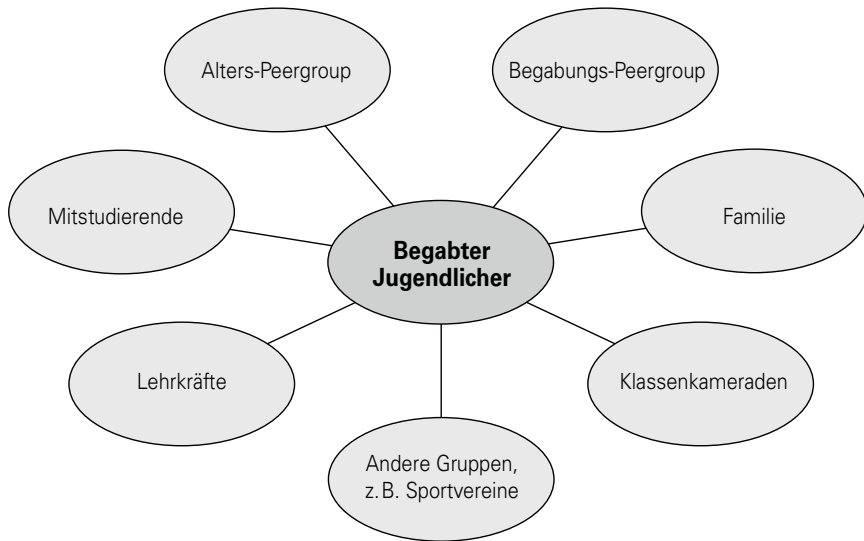 Alters-Peergroup
Begabungs-Peergroup
Mitstudierende
Familie
Begabter
Jugendlicher
Lehrkräfte
Klassenkameraden
Andere Gruppen,
z.B. Sportvereine